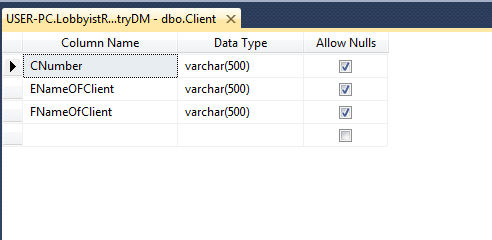 USER-PC.LobbyistR...tryDM - dbo.Client
Column Name Data Type Allow Nulls
CNumber varchar(500)
ENameOFClient varchar(500)
FNameOfClient varchar(500)